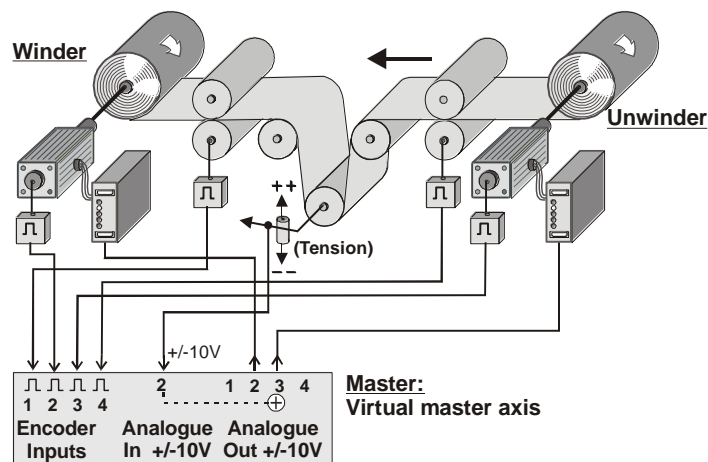 Winder
Unwinder
++
(Tension)
--
+/-10V
Master:
Virtual master axis
2 1 2 3 4
1 2 3 4
Encoder Analogue Analogue
Inputs In +/-10V Out +/-10V